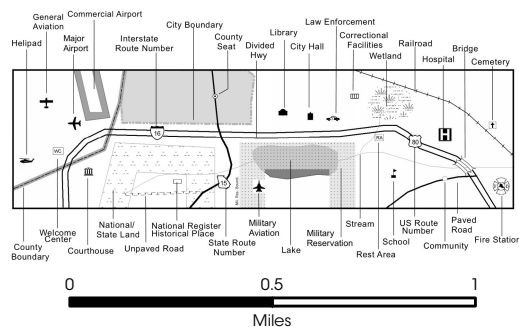 General
Aviation
Commercial Airport
Helipad
Major
Airport
Interstate
Route Number
City Boundary
County
Seat
Divided
Hwy
Library
City Hall
Law Enforcement
Correctional
Facilities
Wetland
Railroad
Hospital
Bridge
Cemetery
16
WC
RA
80
H
15
County
Boundary
Welcome
Center
Courthouse
National/
State Land
Unpaved Road
National Register
Historical Place
State Route
Number
Military
Aviation
Lake
Military
Reservation
Stream
Rest Area
School
US Route
Number
Community
Paved
Road
Fire Station
0 0.5 1
Miles